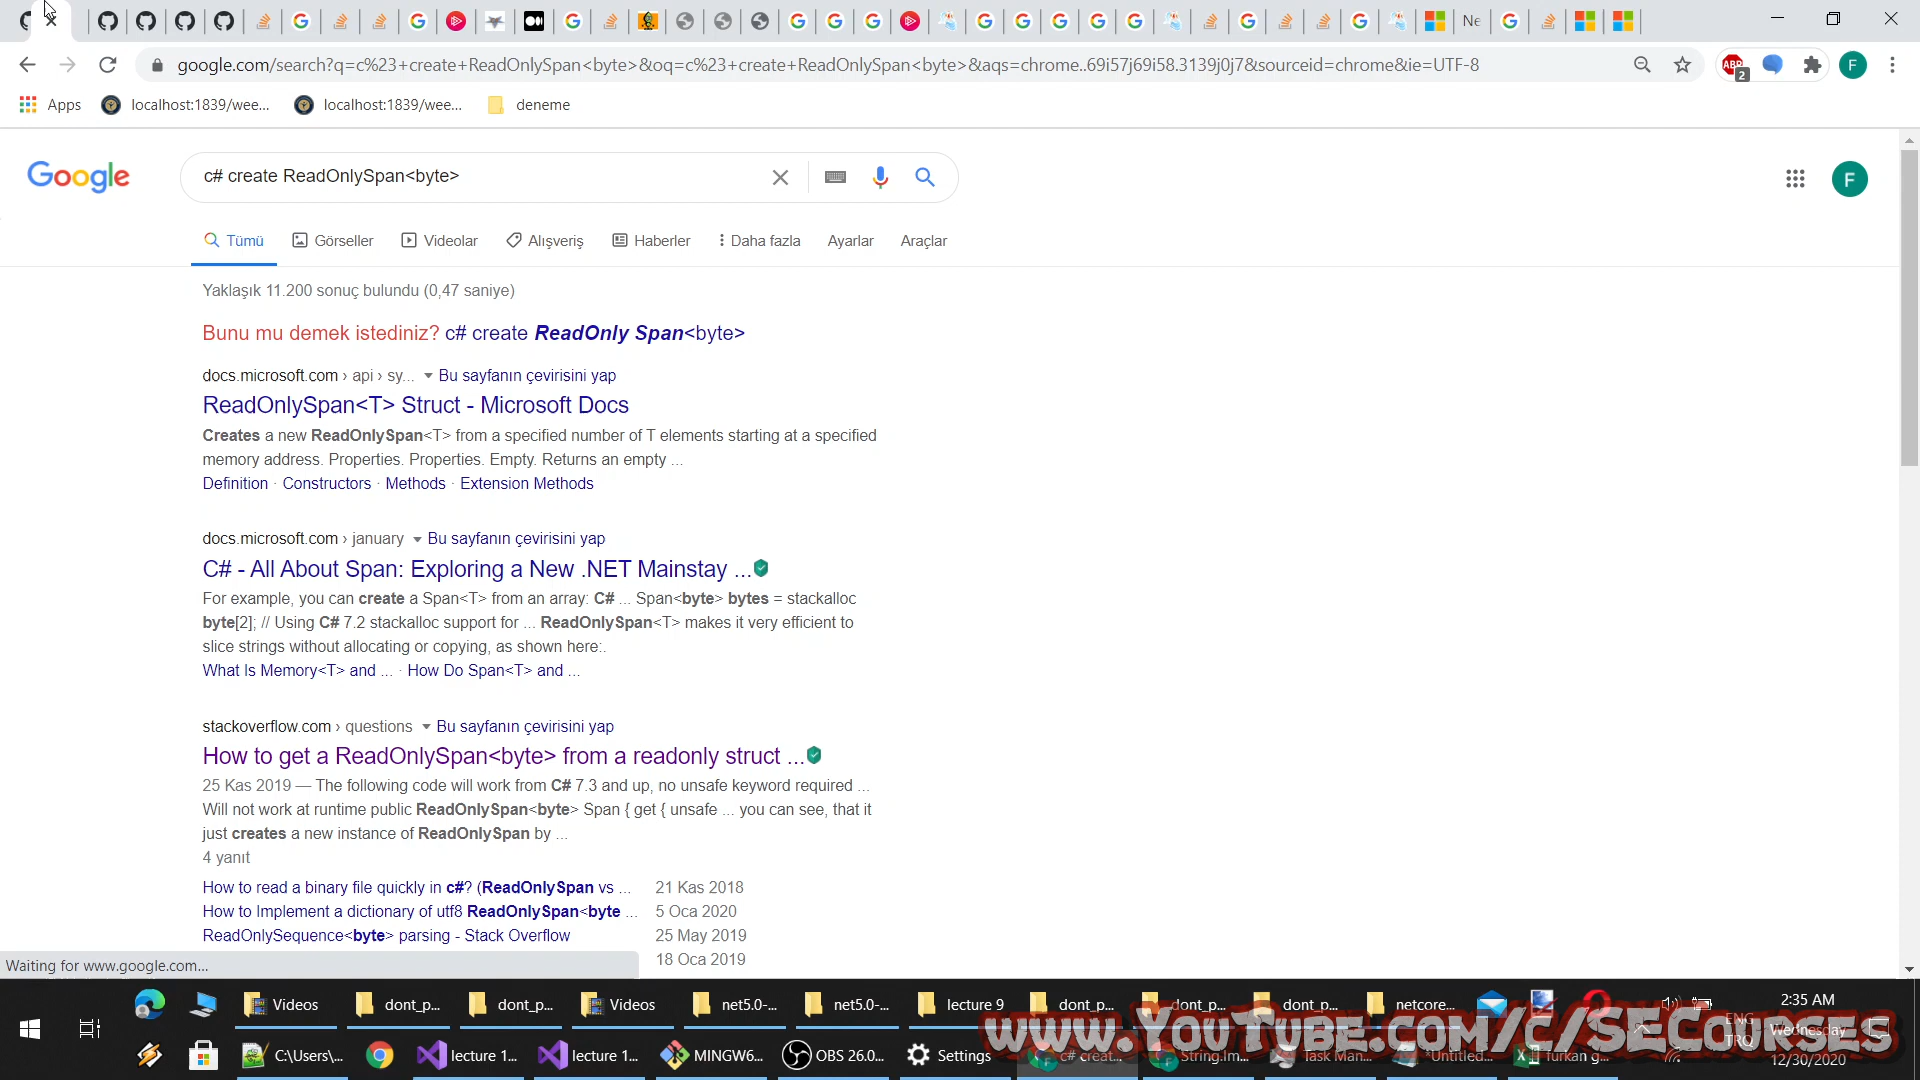 Ne
google.com/search?q=c%23+create+ReadOnlySpan<byte>&oq=c%23+create+ReadOnlySpan<byte>&aqs=chrome..69i57j69i58.3139j0j7&sourceid=chrome&ie=UTF-8
ABP
2
F
Apps
localhost:1839/wee...
localhost:1839/wee...
deneme
Google
c# create ReadOnlySpan<byte>
F
Tümü
Görseller
Videolar
Alışveriş
Haberler
Daha fazla
Ayarlar
Araçlar
Yaklaşık 11.200 sonuç bulundu (0,47 saniye)
Bunu mu demek istediniz? c# create ReadOnly Span<byte>
docs.microsoft.com › api › sy... Bu sayfanın çevirisini yap
ReadOnlySpan<T> Struct - Microsoft Docs
Creates a new ReadOnlySpan<T> from a specified number of T elements starting at a specified
memory address. Properties. Properties. Empty. Returns an empty ...
Definition · Constructors · Methods · Extension Methods
docs.microsoft.com › january Bu sayfanın çevirisini yap
C# - All About Span: Exploring a New .NET Mainstay ...
For example, you can create a Span<T> from an array: C# ... Span<byte> bytes = stackalloc
byte[2]; // Using C# 7.2 stackalloc support for ... ReadOnlySpan<T> makes it very efficient to
slice strings without allocating or copying, as shown here:.
What Is Memory<T> and ... · How Do Span<T> and ...
stackoverflow.com › questions Bu sayfanın çevirisini yap
How to get a ReadOnlySpan<byte> from a readonly struct ...
25 Kas 2019 — The following code will work from C# 7.3 and up, no unsafe keyword required ...
Will not work at runtime public ReadOnlySpan<byte> Span { get { unsafe ... you can see, that it
just creates a new instance of ReadOnlySpan by ...
4 yanıt
How to read a binary file quickly in c#? (ReadOnlySpan vs ... 21 Kas 2018
How to Implement a dictionary of utf8 ReadOnlySpan<byte ... 5 Oca 2020
ReadOnlySequence<byte> parsing - Stack Overflow 25 May 2019
18 Oca 2019
Waiting for www.google.com...
Videos
dont_p...
dont_p...
Videos
net5.0-...
net5.0-...
lecture 9
dont_p...
dont_p...
dont_p...
netcore...
2:35 AM
ENG
Wednesday
TRQ
12/30/2020
C:\Users\...
lecture 1...
lecture 1...
MINGW6...
OBS 26.0...
Settings
c# creat...
String.Im...
Task Man...
*Untitled...
furkan g...
www.YouTube.com/c/SECourses